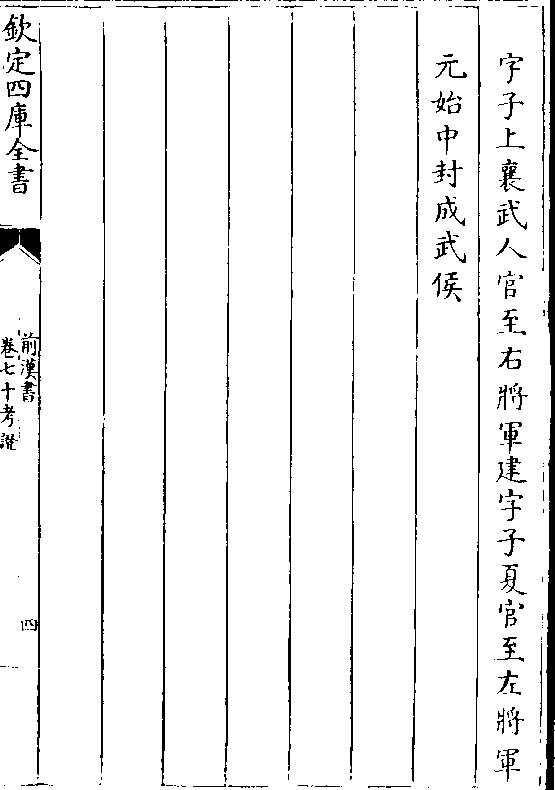 字子上襄武人官至右將軍建字子夏官至左將軍
元始中封成武侯
欽定四庫全書
前漢書
卷七十考證
四